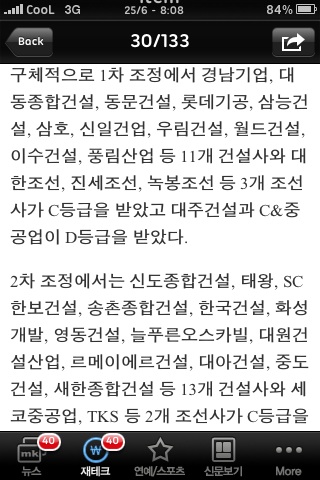 CooL 3G 25/6 - 8:08 84%
Item
Back 30/133
구체적으로 1차 조정에서 경남기업, 대
동종합건설, 동문건설, 롯데기공, 삼능건
설, 삼호, 신일건업, 우림건설, 월드건설,
이수건설, 풍림산업 등 11개 건설사와 대
한조선, 진세조선, 녹봉조선 등 3개 조선
사가 C등급을 받았고 대주건설과 C&중
공업이 D등급을 받았다.
2차 조정에서는 신도종합건설, 태왕, SC
한보건설, 송촌종합건설, 한국건설, 화성
개발, 영동건설, 늘푸른오스카빌, 대원건
설산업, 르메이에르건설, 대아건설, 중도
건설, 새한종합건설 등 13개 건설사와 세
코중공업, TKS 등 2개 조선사가 C등급을
40 40
mk ₩
뉴스 재테크 연예/스포츠 신문보기 More